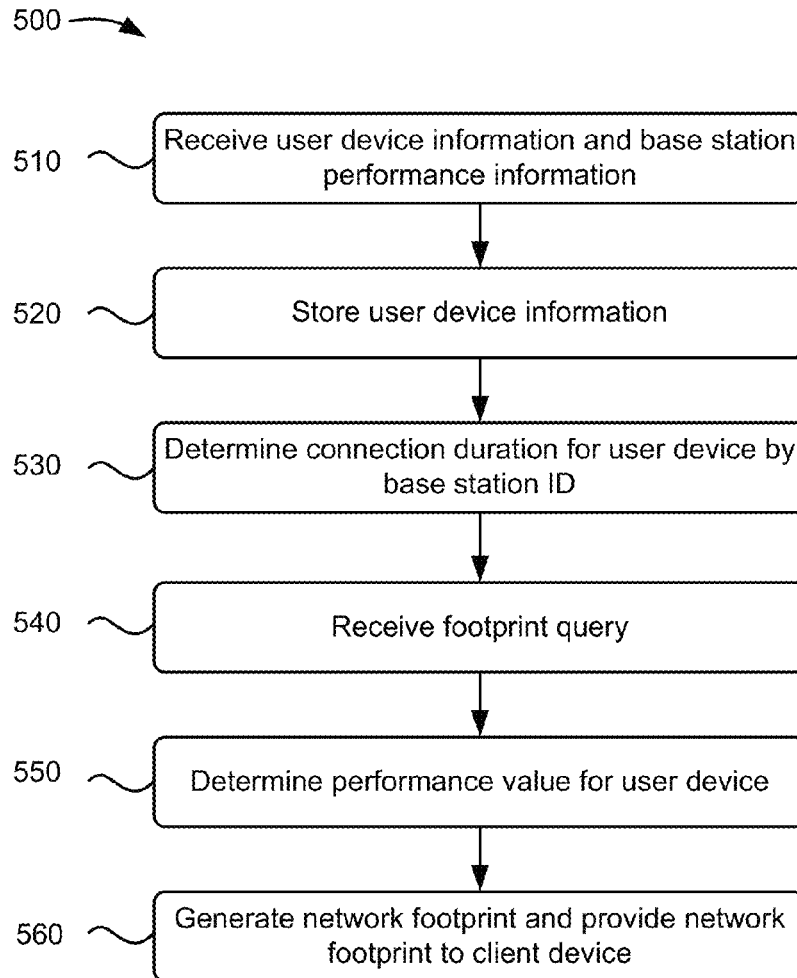 500
510
Receive user device information and base station
performance information
520
Store user device information
530
Determine connection duration for user device by
base station ID
540
Receive footprint query
550
Determine performance value for user device
560
Generate network footprint and provide network
footprint to client device